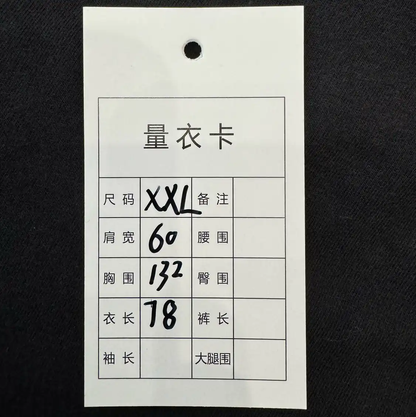 量衣卡
尺码 XXL 备注
肩宽 60 腰围
胸围 132 臀围
衣长 78 裤长
袖长 大腿围